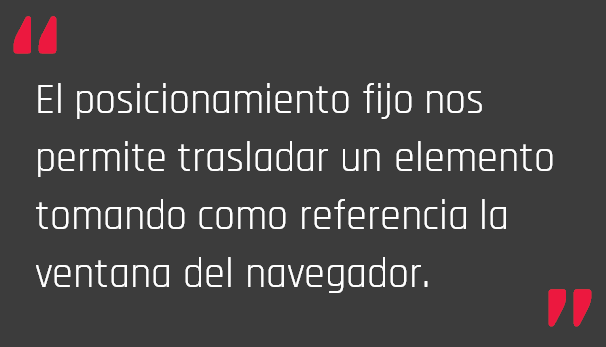 “
El posicionamiento fijo nos
permite trasladar un elemento
tomando como referencia la
ventana del navegador.
”